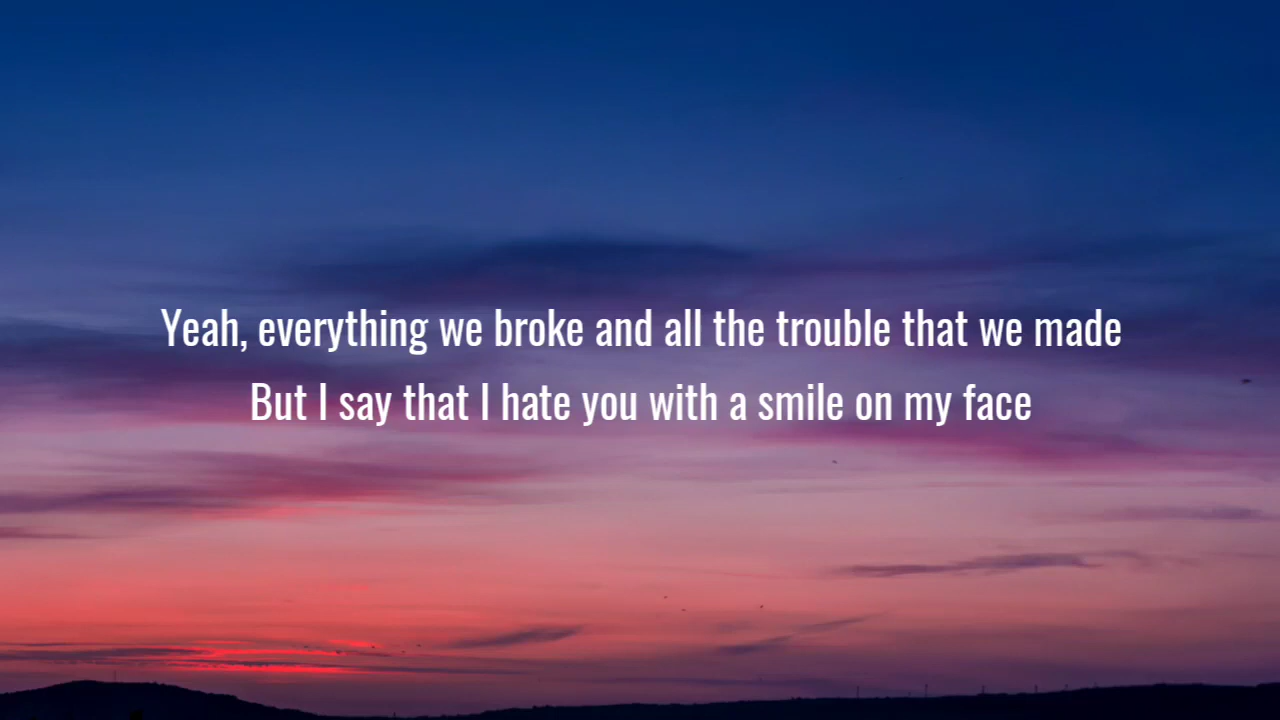 Yeah, everything we broke and all the trouble that we made
But I say that I hate you with a smile on my face